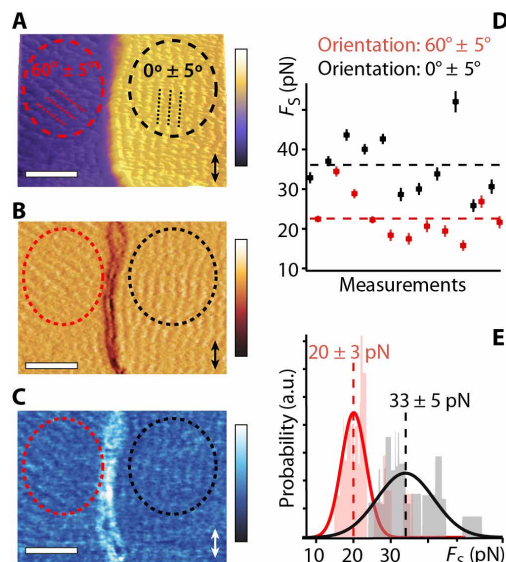 A
60° ± 5°
0° ± 5°
B
C
D
Orientation: 60° ± 5°
Orientation: 0° ± 5°
F_S (pN)
40
30
20
10
Measurements
E
20 ± 3 pN
33 ± 5 pN
Probability (a.u.)
10 20 30 F_S (pN)